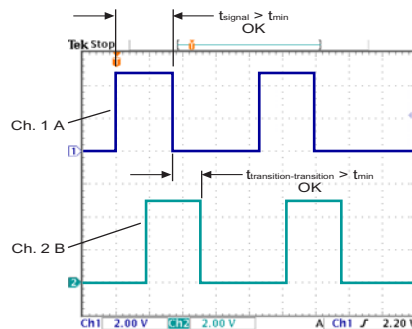 tsignal > tmin
OK
Tek Stop
Ch. 1 A
1
ttransition-transition > tmin
OK
Ch. 2 B
2
Ch1 2.00 V Ch2 2.00 V A Ch1 ƒ 2.20 V